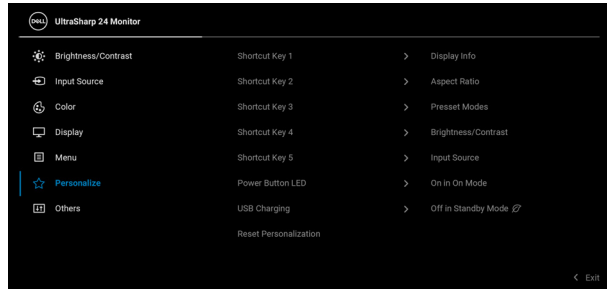 DELL UltraSharp 24 Monitor
Brightness/Contrast Shortcut Key 1 > Display Info
Input Source Shortcut Key 2 > Aspect Ratio
Color Shortcut Key 3 > Presset Modes
Display Shortcut Key 4 > Brightness/Contrast
Menu Shortcut Key 5 > Input Source
Personalize Power Button LED > On in On Mode
Others USB Charging > Off in Standby Mode
Reset Personalization
< Exit